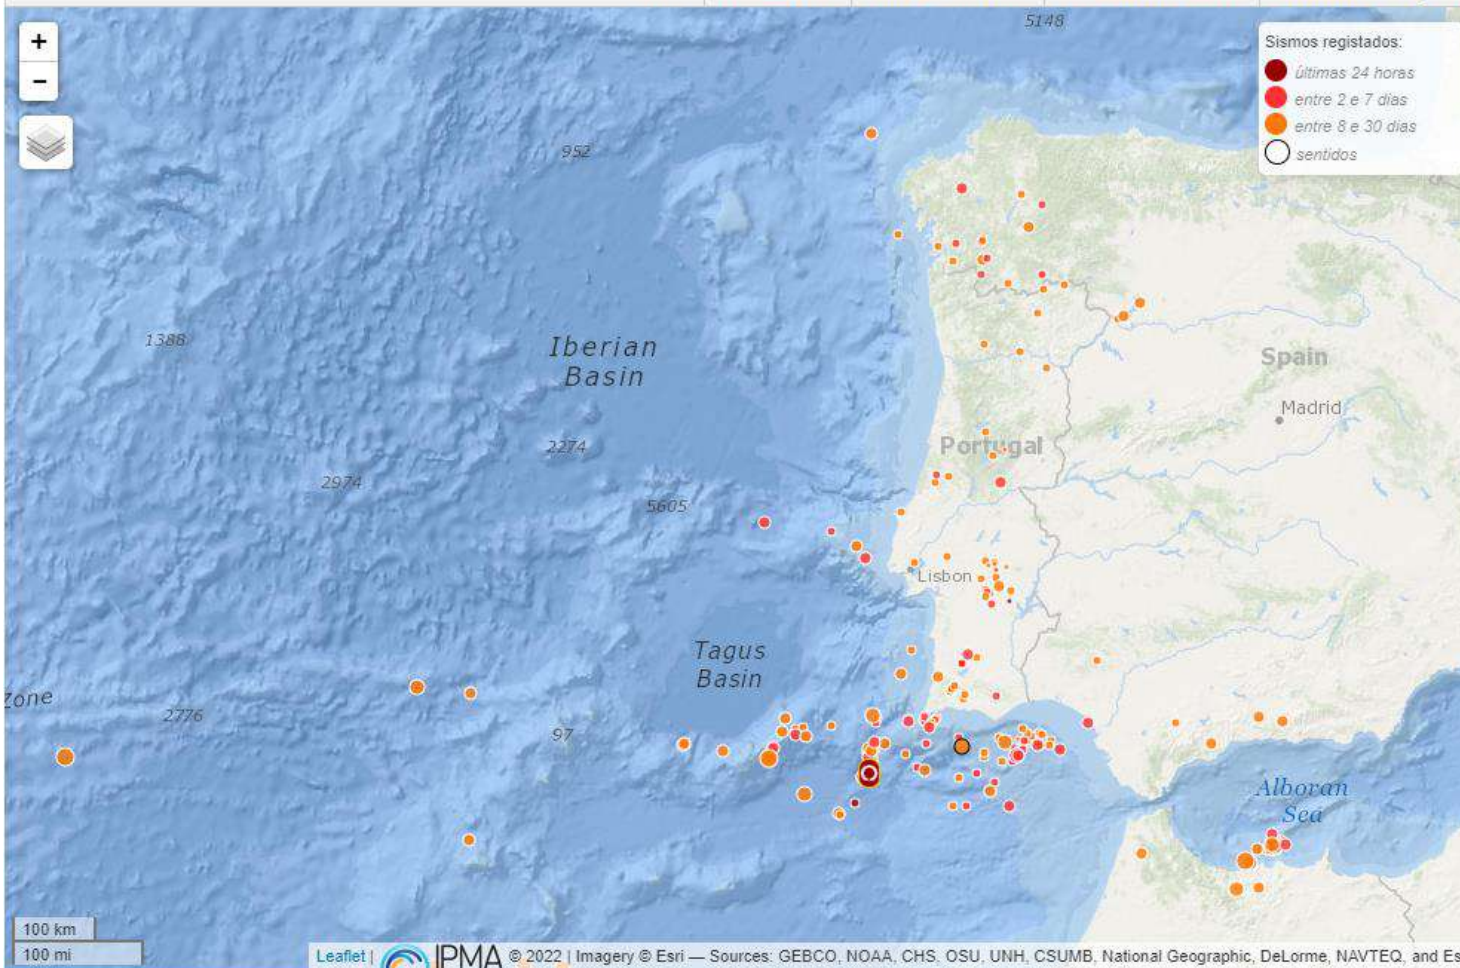 5148
+
−
Sismos registados:
últimas 24 horas
entre 2 e 7 dias
entre 8 e 30 dias
sentidos
952
1388
Iberian
Basin
Spain
Madrid
Portugal
2274
2974
5605
Lisbon
Tagus
Basin
Zone
2776
97
Alboran
Sea
100 km
100 mi
Leaflet | IPMA © 2022 | Imagery © Esri — Sources: GEBCO, NOAA, CHS, OSU, UNH, CSUMB, National Geographic, DeLorme, NAVTEQ, and Es